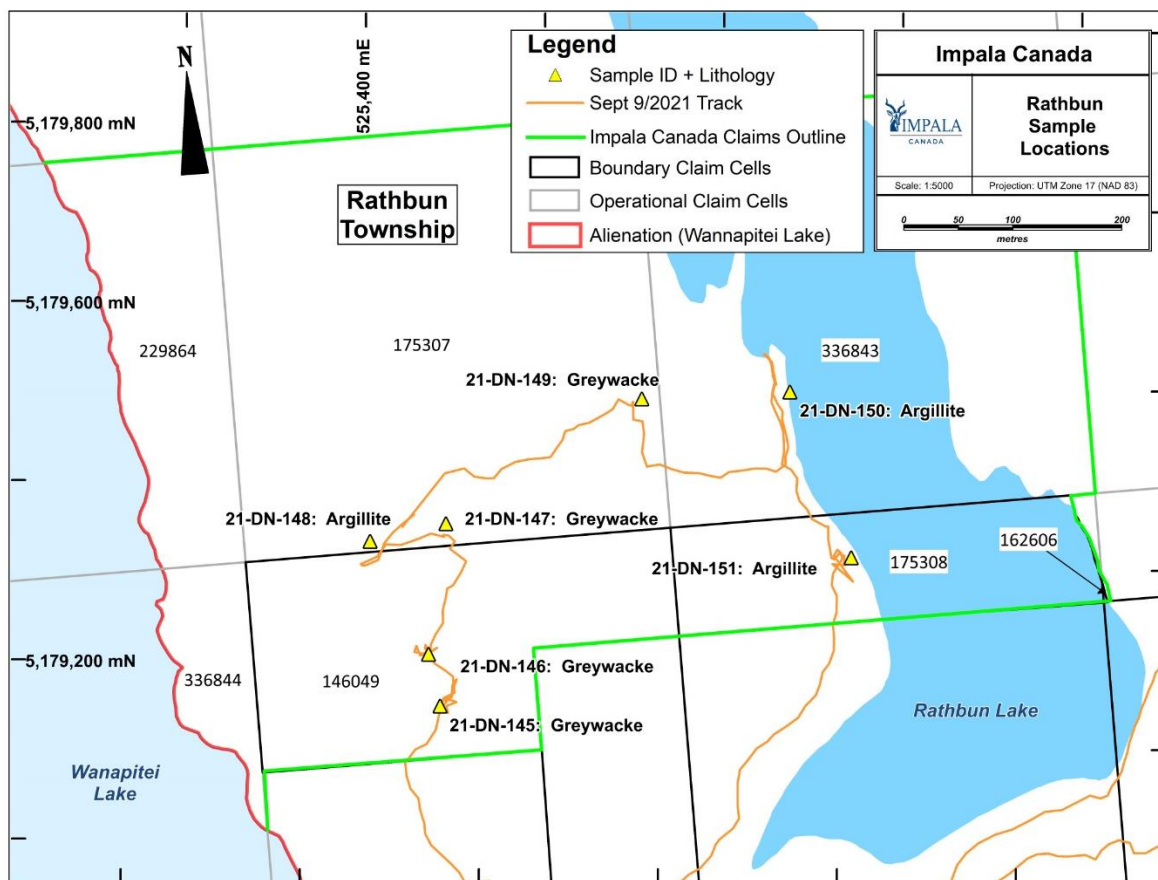 Legend
Sample ID + Lithology
Sept 9/2021 Track
Impala Canada Claims Outline
Boundary Claim Cells
Operational Claim Cells
Alienation (Wannapitei Lake)
Impala Canada
IMPALA
CANADA
Rathbun
Sample
Locations
Scale: 1:5000
Projection: UTM Zone 17 (NAD 83)
0 50 100 200
metres
N
525,400 mE
5,179,800 mN
Rathbun
Township
5,179,600 mN
229864
175307
336843
21-DN-149: Greywacke
21-DN-150: Argillite
21-DN-148: Argillite
21-DN-147: Greywacke
162606
21-DN-151: Argillite
175308
5,179,200 mN
336844
146049
21-DN-146: Greywacke
21-DN-145: Greywacke
Rathbun Lake
Wanapitei
Lake